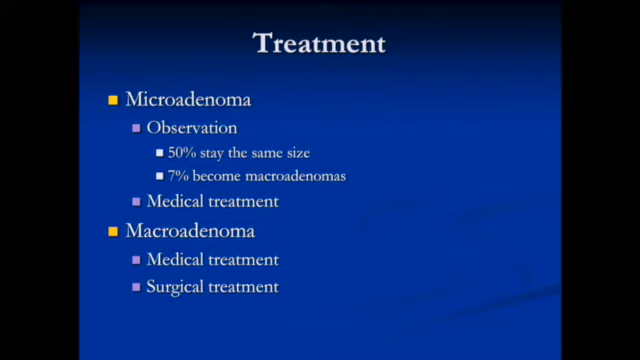 Treatment
Microadenoma
Observation
50% stay the same size
7% become macroadenomas
Medical treatment
Macroadenoma
Medical treatment
Surgical treatment